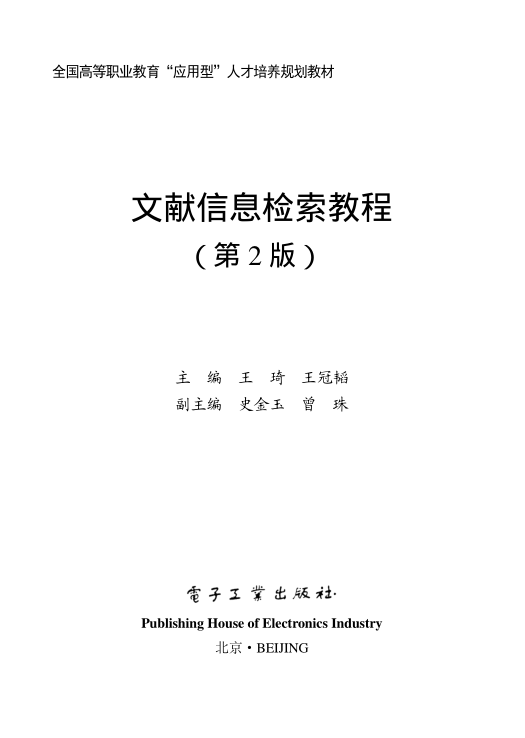 全国高等职业教育“应用型”人才培养规划教材
文献信息检索教程
（第 2 版）
主　编　王　琦　王冠韬
副主编　史金玉　曾　珠
電子工業出版社·
Publishing House of Electronics Industry
北京·BEIJING